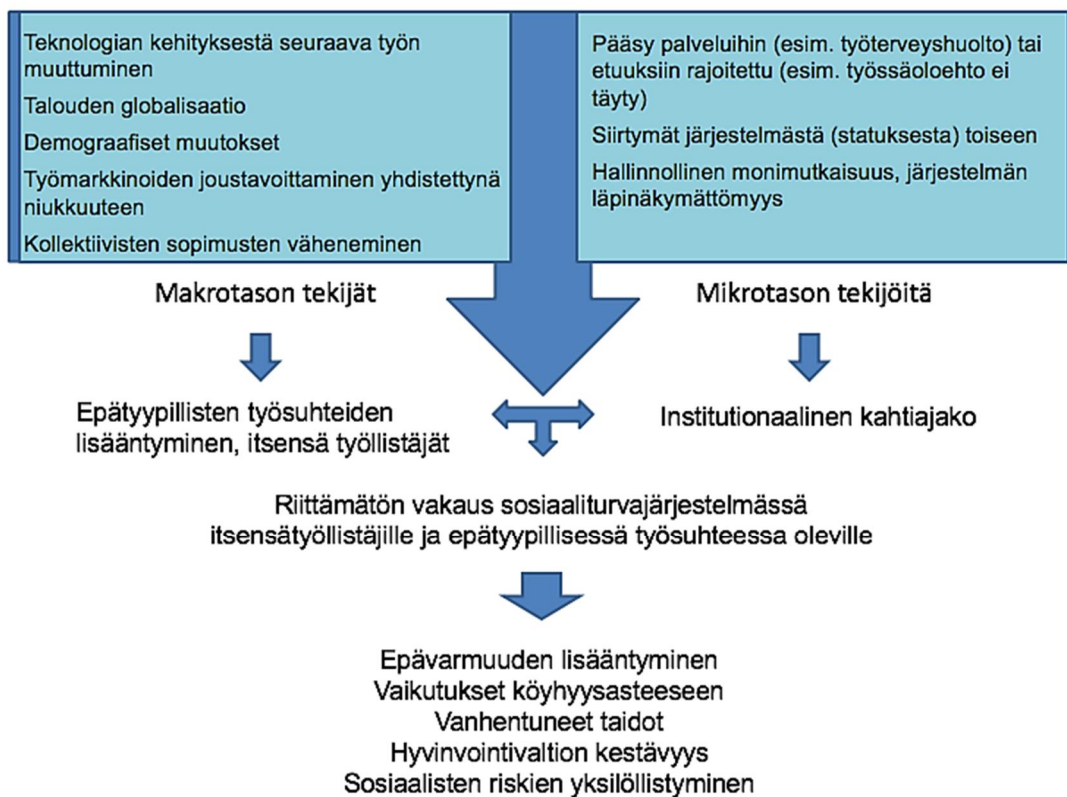 Teknologian kehityksestä seuraava työn
muuttuminen
Talouden globalisaatio
Demograafiset muutokset
Työmarkkinoiden joustavoittaminen yhdistettynä
niukkuuteen
Kollektiivisten sopimusten väheneminen
Pääsy palveluihin (esim. työterveyshuolto) tai
etuuksiin rajoitettu (esim. työssäoloehto ei
täyty)
Siirtymät järjestelmästä (statuksesta) toiseen
Hallinnollinen monimutkaisuus, järjestelmän
läpinäkymättömyys
Makrotason tekijät
Mikrotason tekijöitä
Epätyypillisten työsuhteiden
lisääntyminen, itsensä työllistäjät
Institutionaalinen kahtiajako
Riittämätön vakaus sosiaaliturvajärjestelmässä
itsensätyöllistäjille ja epätyypillisessä työsuhteessa oleville
Epävarmuuden lisääntyminen
Vaikutukset köyhyysasteeseen
Vanhentuneet taidot
Hyvinvointivaltion kestävyys
Sosiaalisten riskien yksilöllistyminen